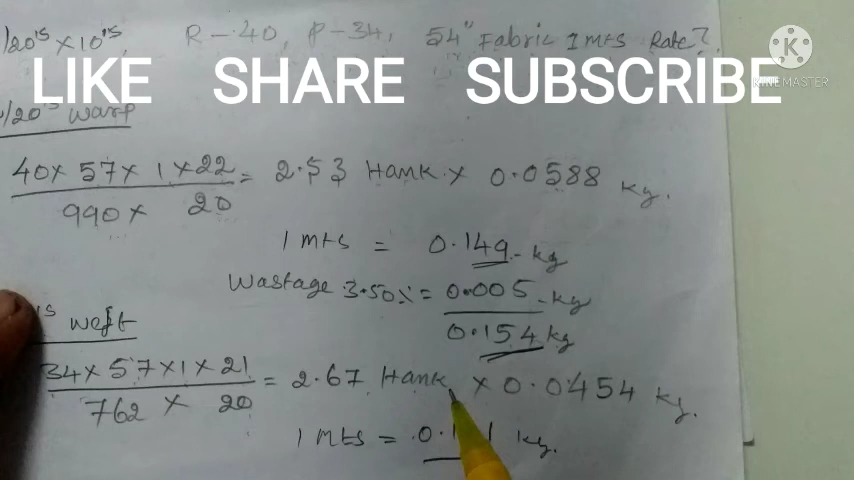 /20'S X 10'S, R - 40, P - 34, 54" Fabric 1 mts Rate?
LIKE SHARE SUBSCRIBE
KINEMASTER
/20'S warp
40 x 57 x 1 x 22 = 2.53 Hank x 0.0588 kg.
990 x 20
1 mts = 0.149 - kg
Wastage 3.50% = 0.005 - kg
0.154 kg
'S weft
34 x 57 x 1 x 21 = 2.67 Hank x 0.0454 kg.
762 x 20
1 mts = kg.